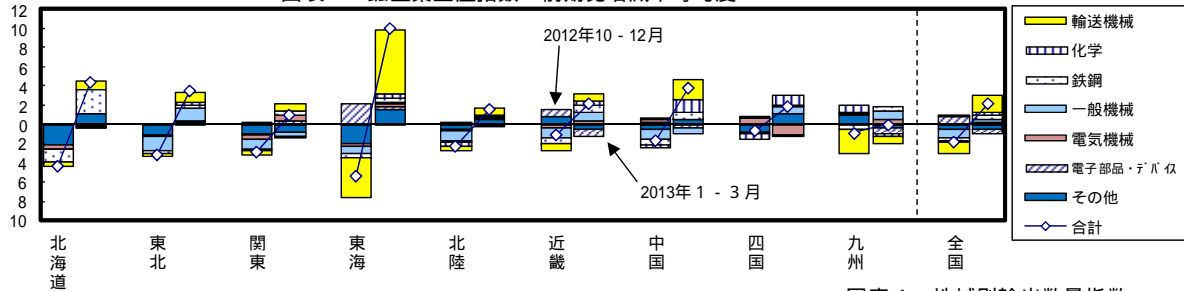 12
10
8
6
4
2
0
2
4
6
8
10
2012年10 - 12月
2013年 1 - 3 月
北海道
東北
関東
東海
北陸
近畿
中国
四国
九州
全国
輸送機械
化学
鉄鋼
一般機械
電気機械
電子部品・ﾃﾞﾊﾞｲｽ
その他
合計